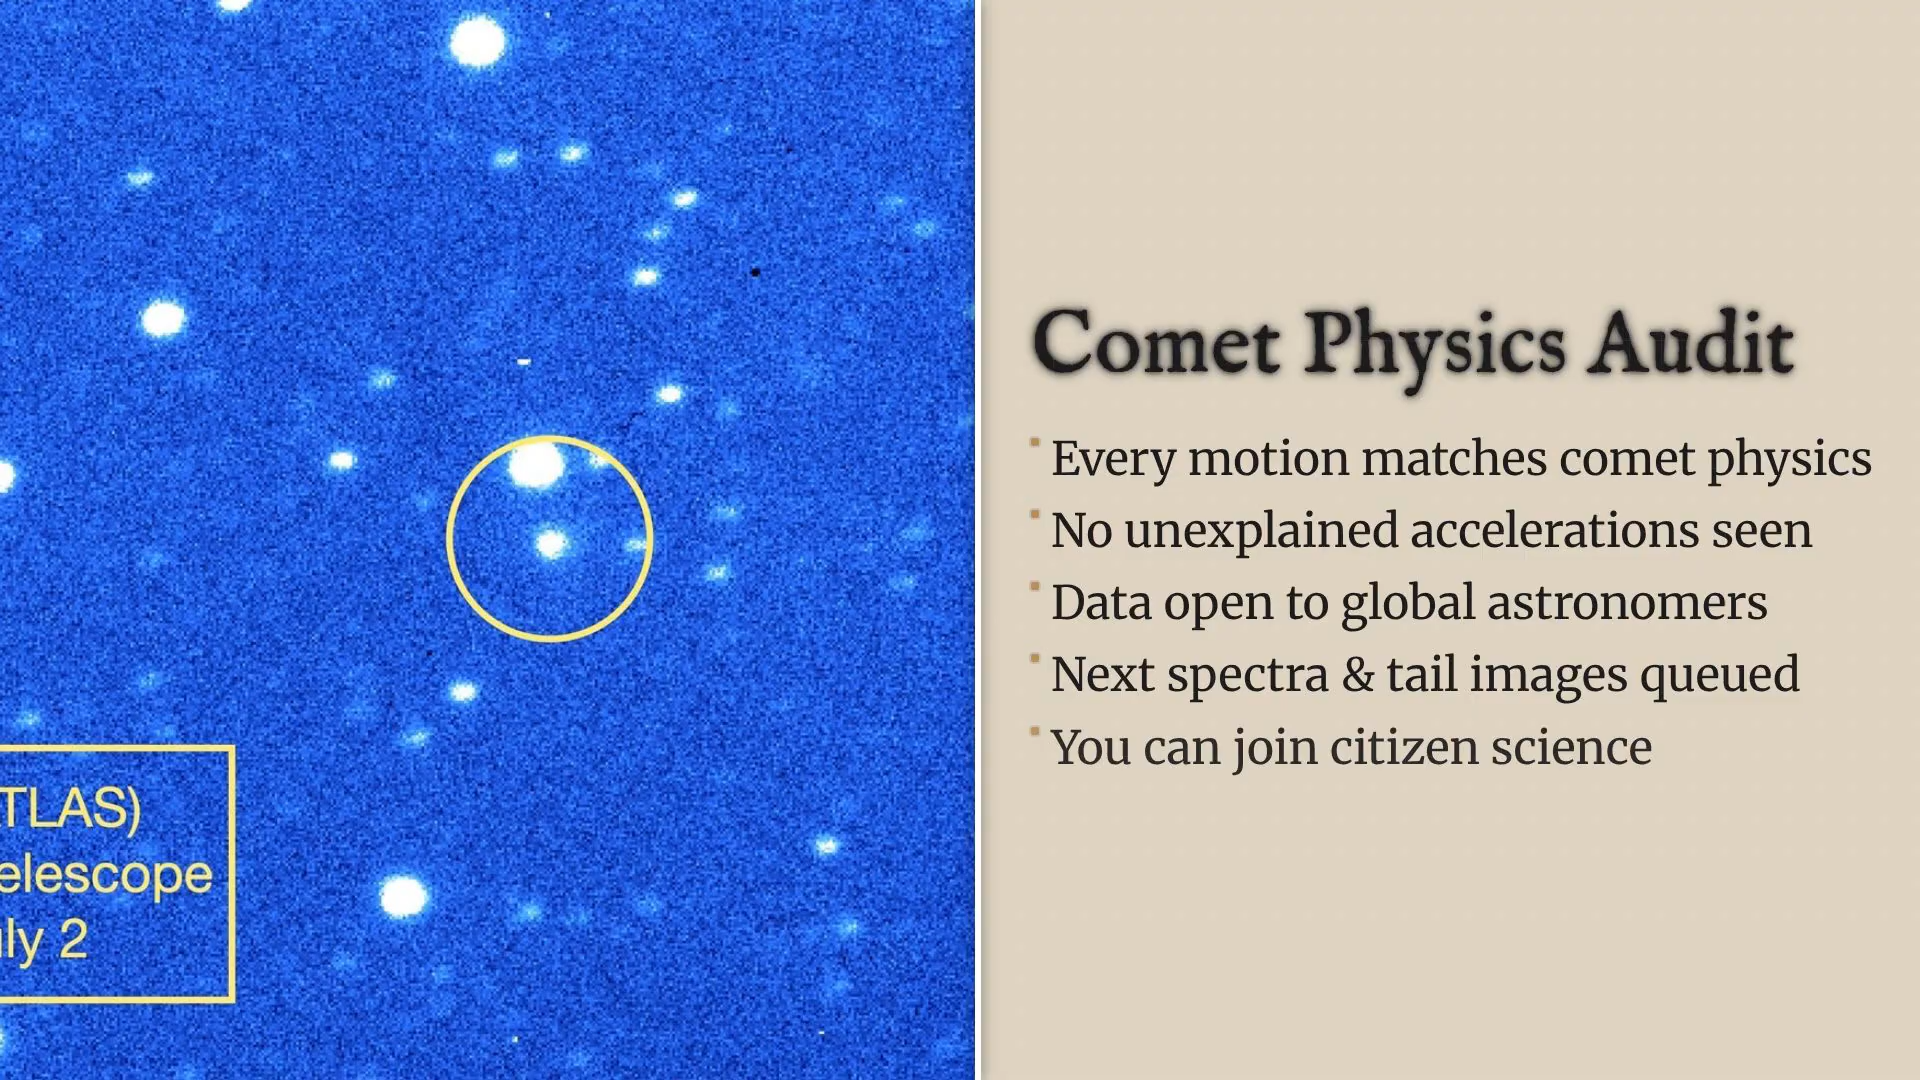 TLAS)
elescope
ly 2
Comet Physics Audit
Every motion matches comet physics
No unexplained accelerations seen
Data open to global astronomers
Next spectra & tail images queued
You can join citizen science